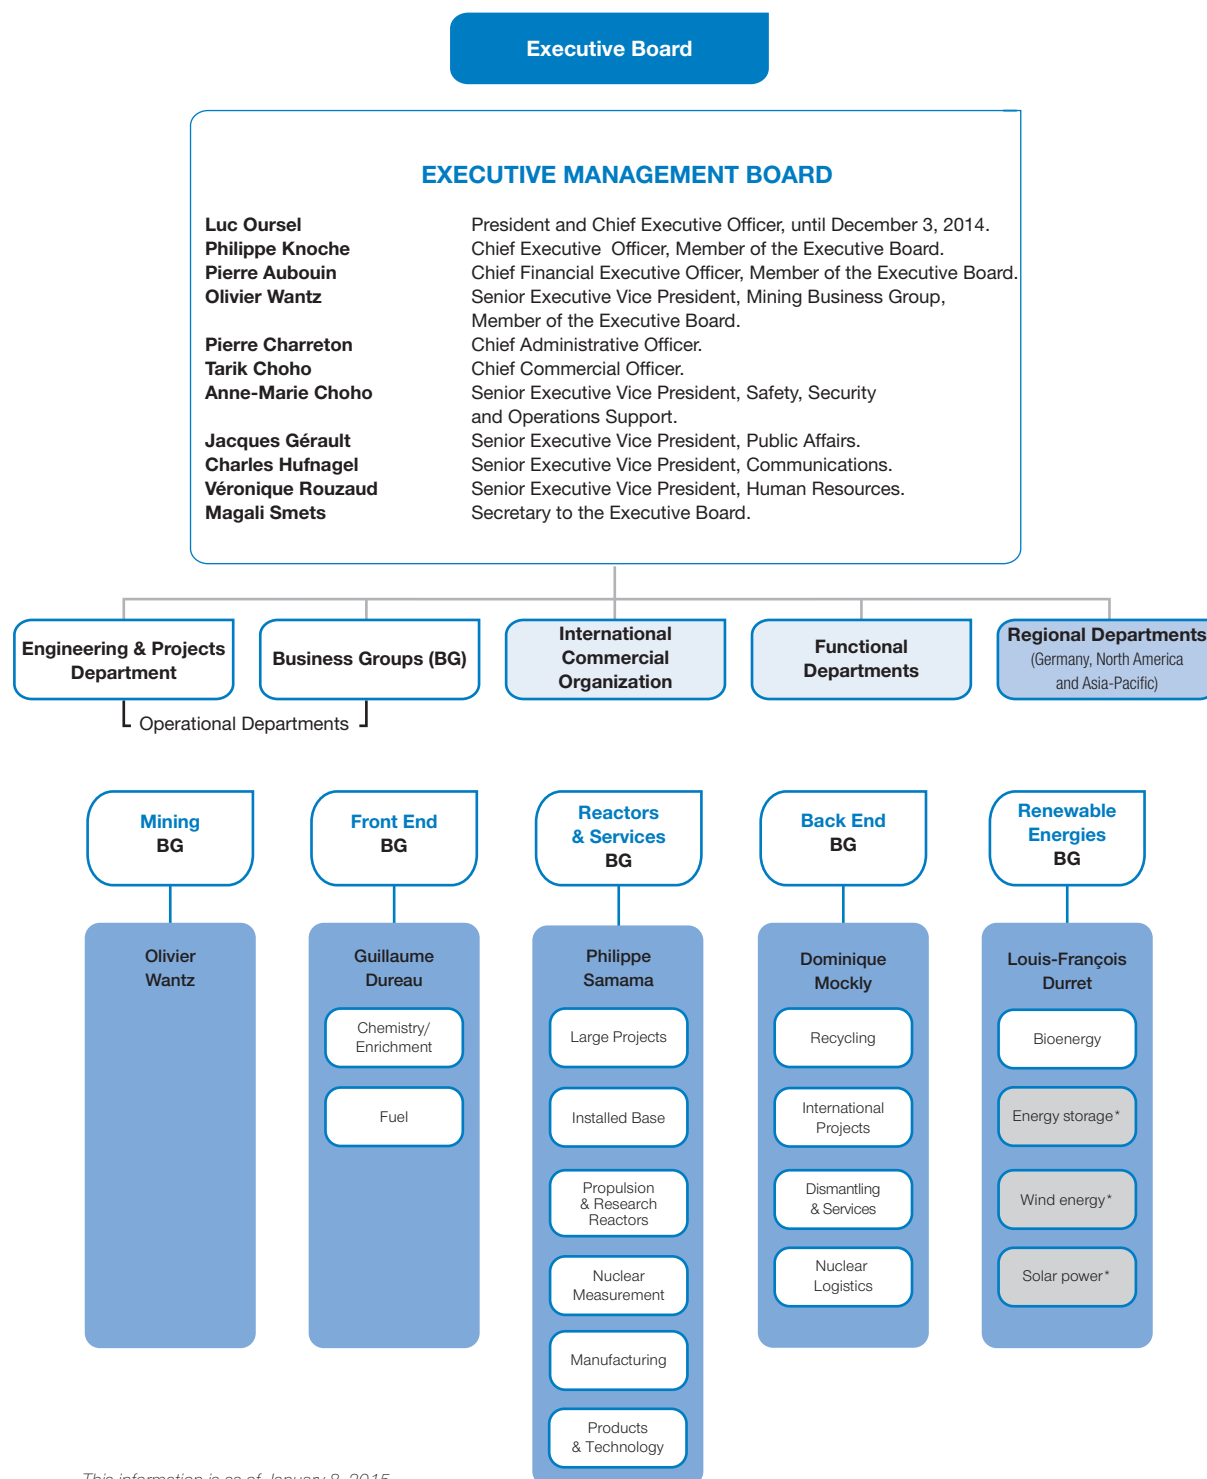 Executive Board
EXECUTIVE MANAGEMENT BOARD
Luc Oursel President and Chief Executive Officer, until December 3, 2014.
Philippe Knoche Chief Executive Officer, Member of the Executive Board.
Pierre Aubouin Chief Financial Executive Officer, Member of the Executive Board.
Olivier Wantz Senior Executive Vice President, Mining Business Group,
Member of the Executive Board.
Pierre Charreton Chief Administrative Officer.
Tarik Choho Chief Commercial Officer.
Anne-Marie Choho Senior Executive Vice President, Safety, Security
and Operations Support.
Jacques Gérault Senior Executive Vice President, Public Affairs.
Charles Hufnagel Senior Executive Vice President, Communications.
Véronique Rouzaud Senior Executive Vice President, Human Resources.
Magali Smets Secretary to the Executive Board.
Engineering & Projects
Department
Business Groups (BG)
International
Commercial
Organization
Functional
Departments
Regional Departments
(Germany, North America
and Asia-Pacific)
Operational Departments
Mining
BG
Olivier
Wantz
Front End
BG
Guillaume
Dureau
Chemistry/
Enrichment
Fuel
Reactors
& Services
BG
Philippe
Samama
Large Projects
Installed Base
Propulsion
& Research
Reactors
Nuclear
Measurement
Manufacturing
Products
& Technology
Back End
BG
Dominique
Mockly
Recycling
International
Projects
Dismantling
& Services
Nuclear
Logistics
Renewable
Energies
BG
Louis-François
Durret
Bioenergy
Energy storage*
Wind energy*
Solar power*
This information is as of January 8, 2015